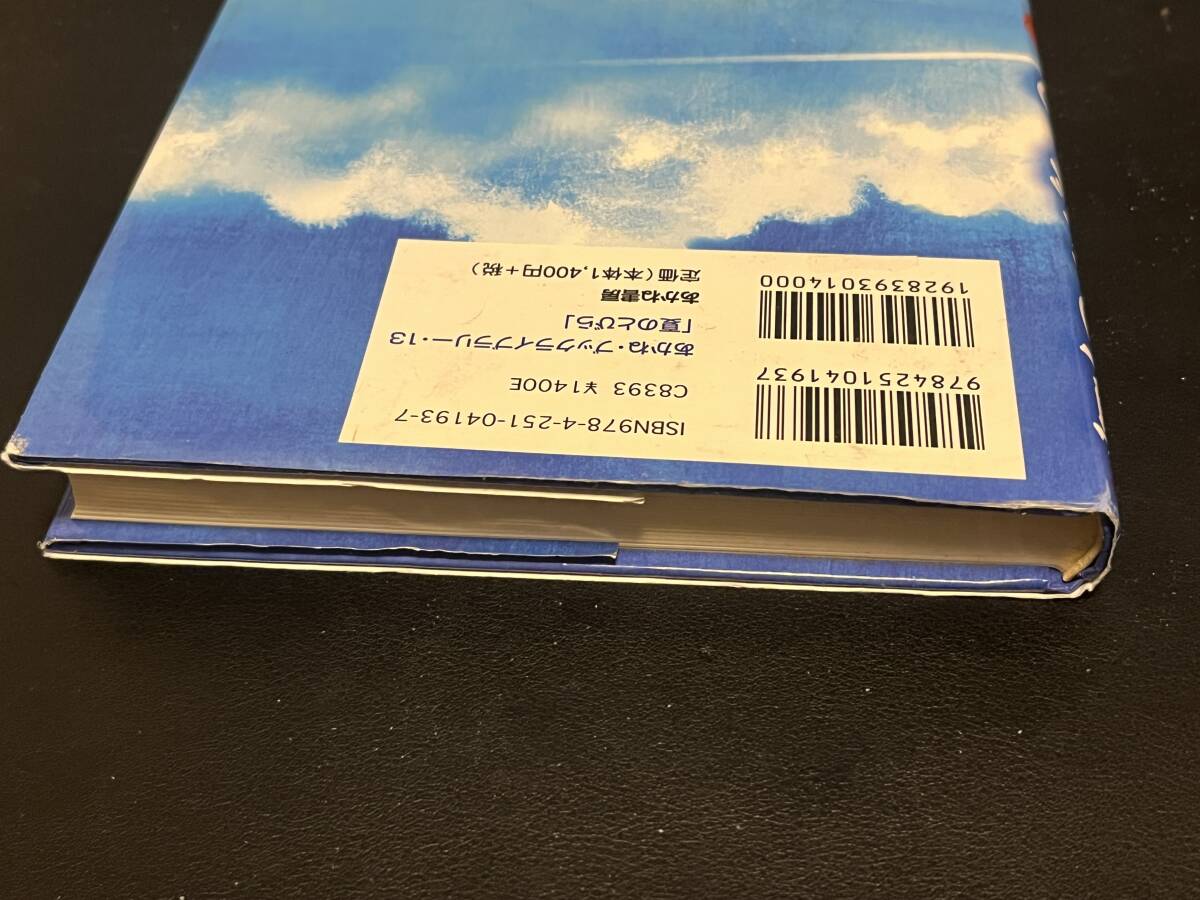 9784251041937
1928393014000
ISBN978-4-251-04193-7
C8393 ¥1400E
あかね・ブックライブラリー・13
「夏のとびら」
あかね書房
定価（本体1,400円＋税）